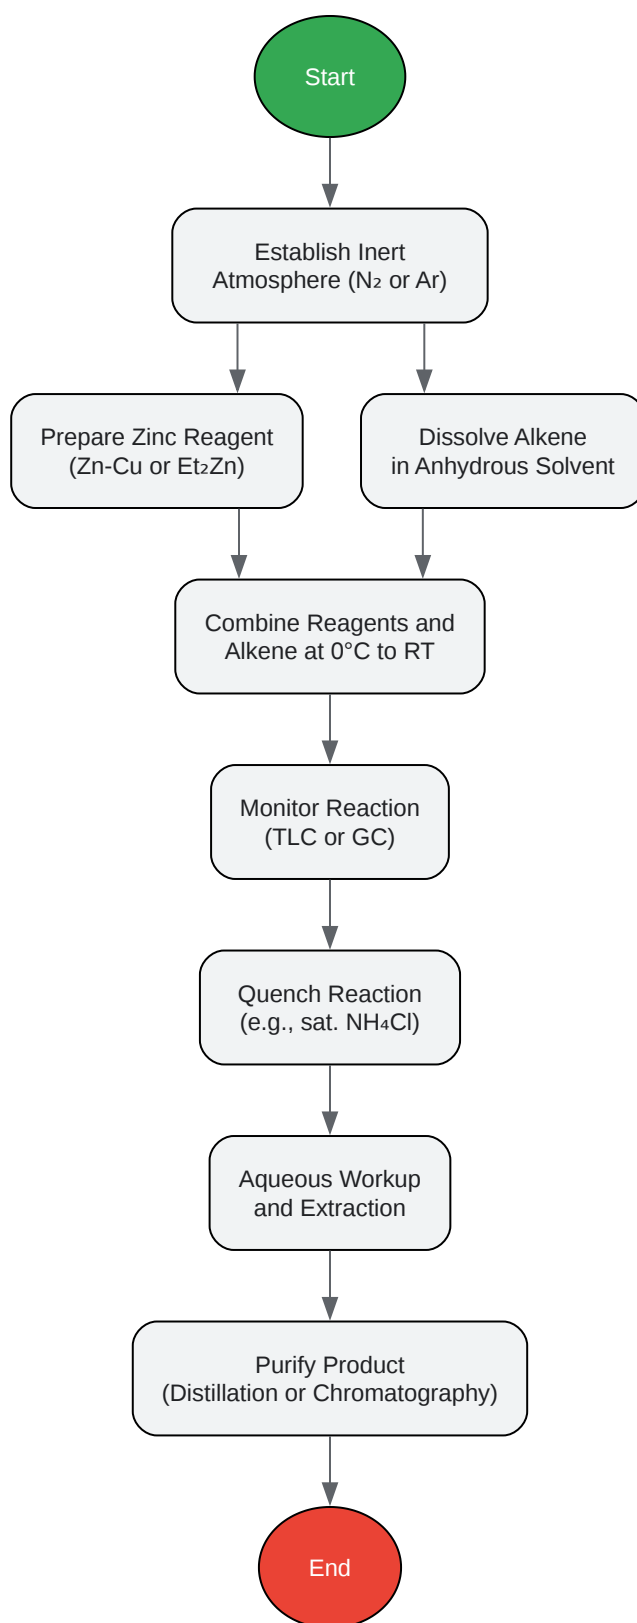 Start
Establish Inert
Atmosphere (N₂ or Ar)
Prepare Zinc Reagent
(Zn-Cu or Et₂Zn)
Dissolve Alkene
in Anhydrous Solvent
Combine Reagents and
Alkene at 0°C to RT
Monitor Reaction
(TLC or GC)
Quench Reaction
(e.g., sat. NH₄Cl)
Aqueous Workup
and Extraction
Purify Product
(Distillation or Chromatography)
End